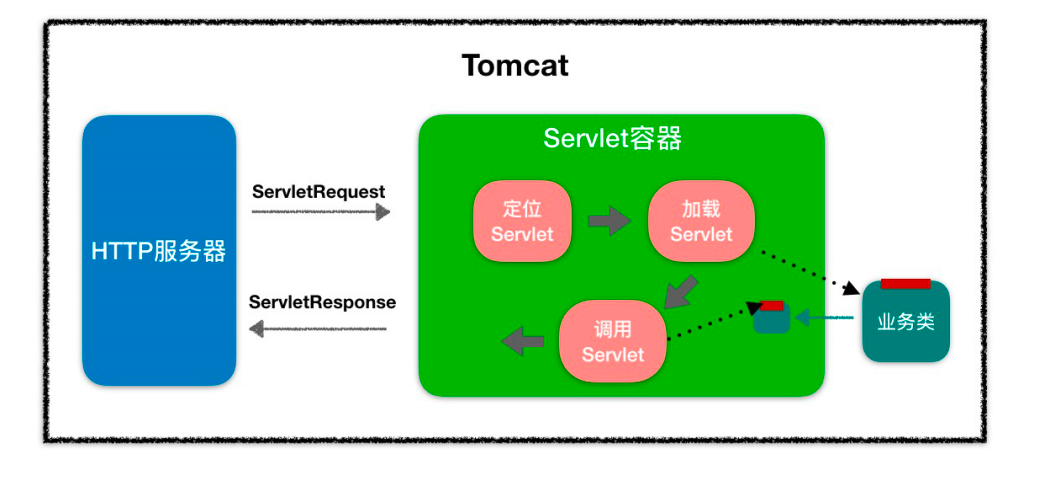 Tomcat
Servlet容器
ServletRequest
定位
Servlet
加载
Servlet
HTTP服务器
ServletResponse
调用
Servlet
业务类